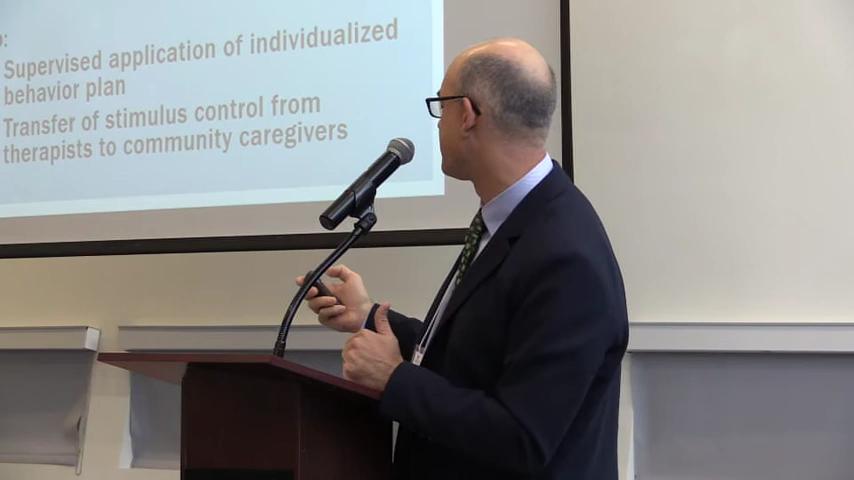 Supervised application of individualized
behavior plan
Transfer of stimulus control from
therapists to community caregivers